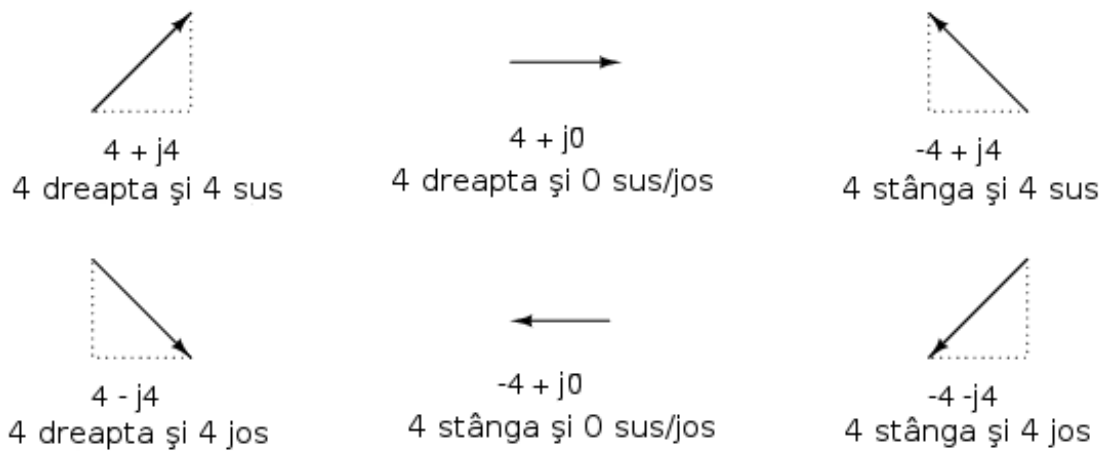 4 + j4
4 dreapta şi 4 sus
4 + j0
4 dreapta şi 0 sus/jos
-4 + j4
4 stânga şi 4 sus
4 - j4
4 dreapta şi 4 jos
-4 + j0
4 stânga şi 0 sus/jos
-4 -j4
4 stânga şi 4 jos